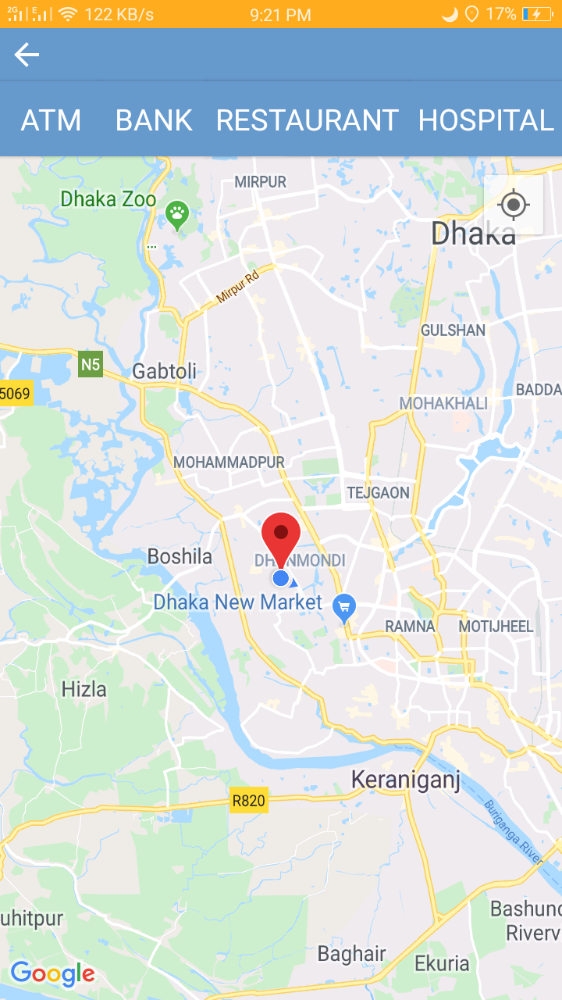 2G E 122 KB/s 9:21 PM 17%
ATM BANK RESTAURANT HOSPITAL
MIRPUR
Dhaka Zoo
...
Dhaka
Mirpur Rd
GULSHAN
N5
Gabtoli
5069
BADDA
MOHAKHALI
MOHAMMADPUR
TEJGAON
Boshila
DHANMONDI
Dhaka New Market
RAMNA
MOTIJHEEL
Hizla
Keraniganj
R820
Buriganga River
uhitpur
Bashund
Riverv
Baghair
Ekuria
Google